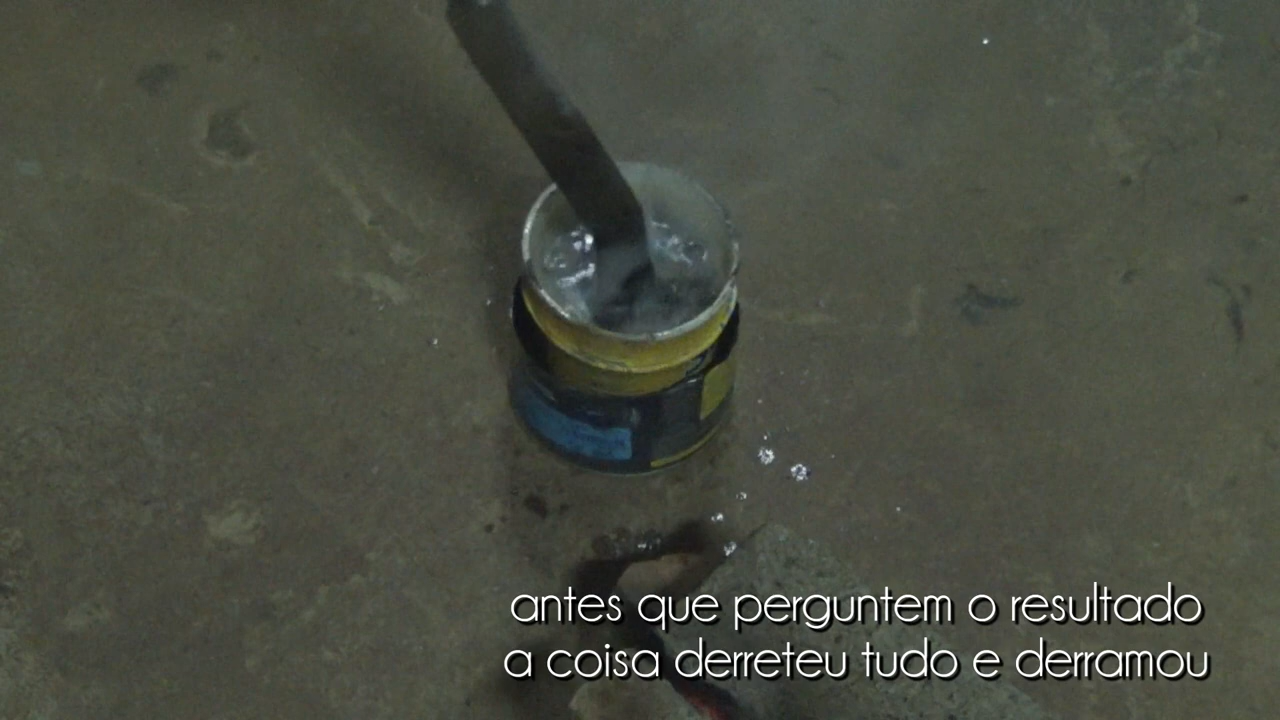 antes que perguntem o resultado
a coisa derreteu tudo e derramou